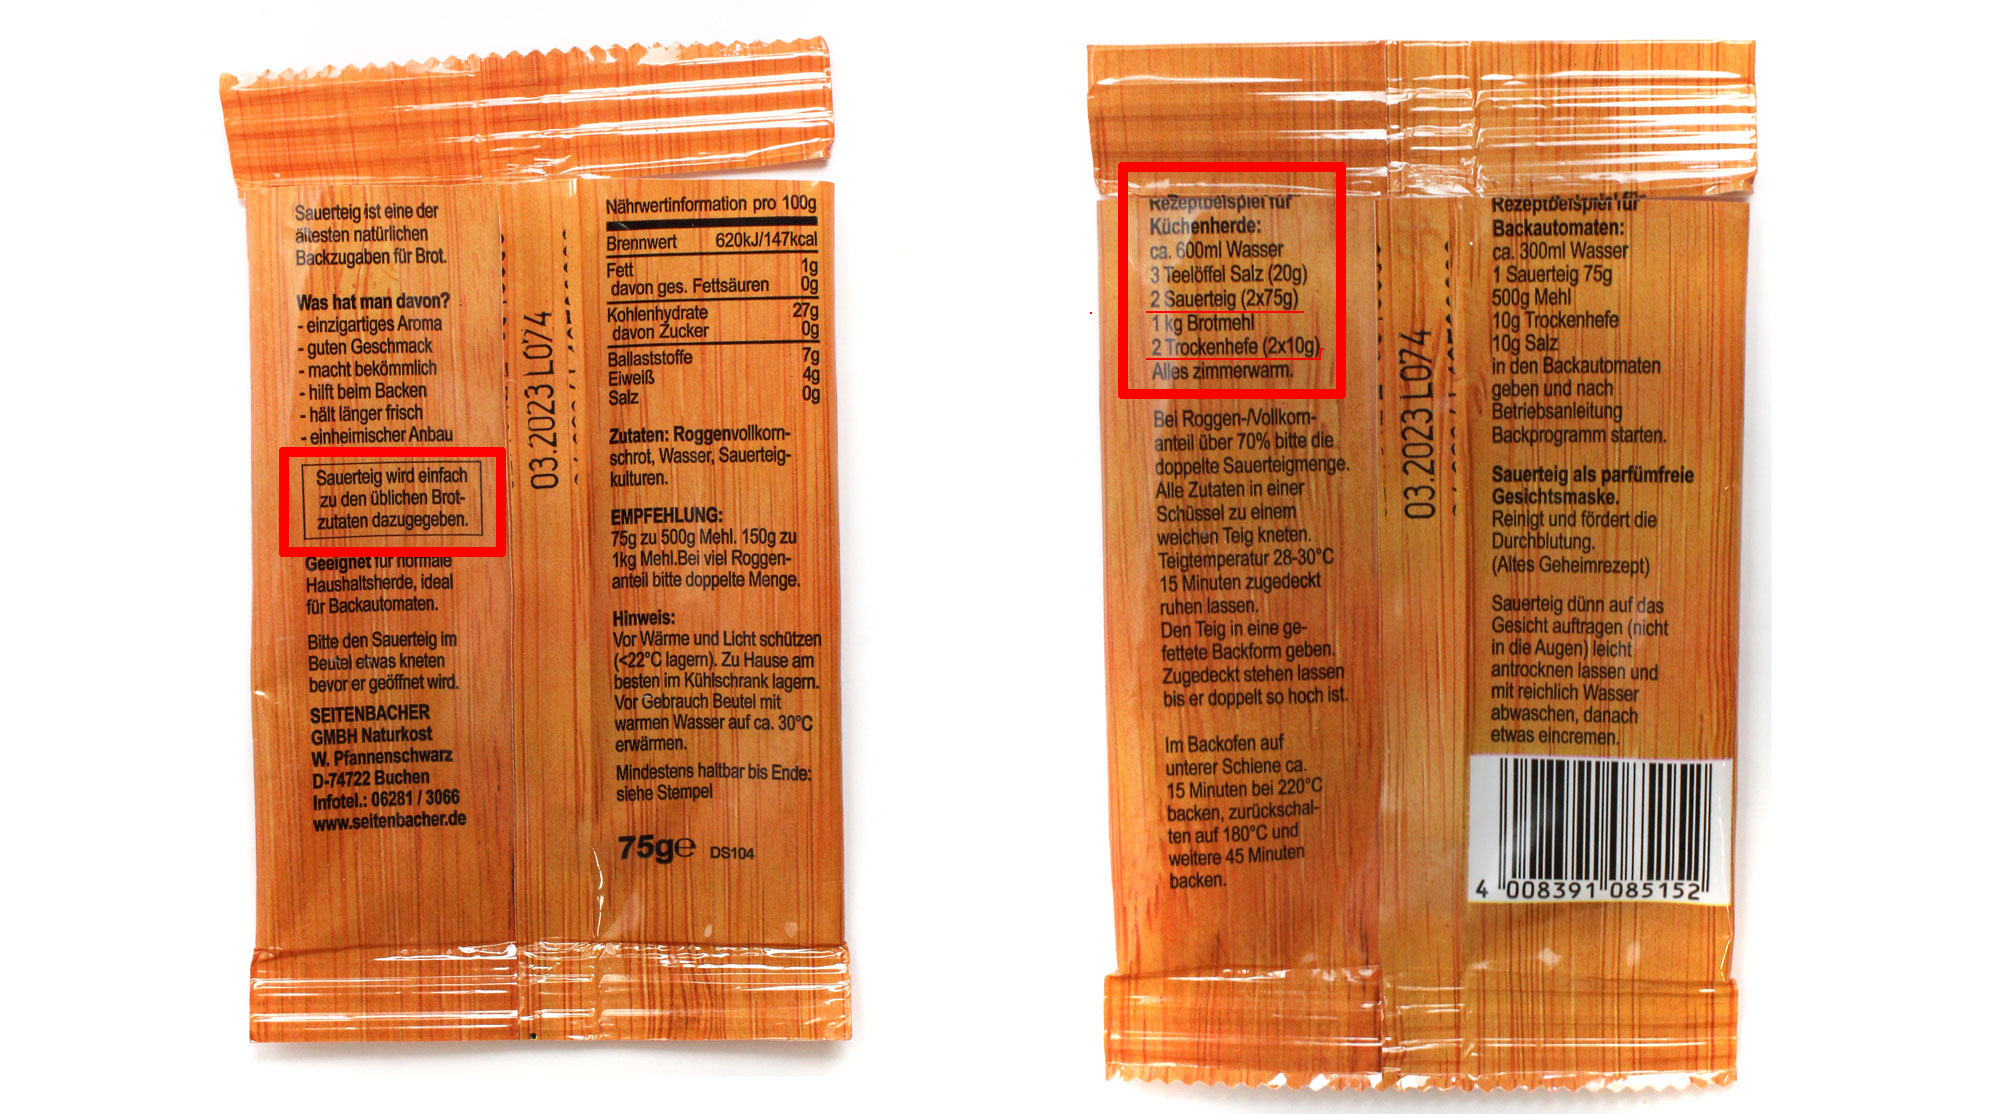 Sauerteig ist eine der
ältesten natürlichen
Backzugaben für Brot.
Was hat man davon?
- einzigartiges Aroma
- guten Geschmack
- macht bekömmlich
- hilft beim Backen
- hält länger frisch
- einheimischer Anbau
Sauerteig wird einfach
zu den üblichen Brot-
zutaten dazugegeben.
Geeignet für normale
Haushaltsherde, ideal
für Backautomaten.
Bitte den Sauerteig im
Beutel etwas kneten
bevor er geöffnet wird.
SEITENBACHER
GMBH Naturkost
W. Pfannenschwarz
D-74722 Buchen
Infotel.: 06281 / 3066
www.seitenbacher.de
03.2023 L074
Nährwertinformation pro 100g
Brennwert 620kJ/147kcal
Fett 1g
davon ges. Fettsäuren 0g
Kohlenhydrate 27g
davon Zucker 0g
Ballaststoffe 7g
Eiweiß 4g
Salz 0g
Zutaten: Roggenvollkorn-
schrot, Wasser, Sauerteig-
kulturen.
EMPFEHLUNG:
75g zu 500g Mehl. 150g zu
1kg Mehl.Bei viel Roggen-
anteil bitte doppelte Menge.
Hinweis:
Vor Wärme und Licht schützen
(<22°C lagern). Zu Hause am
besten im Kühlschrank lagern.
Vor Gebrauch Beutel mit
warmen Wasser auf ca. 30°C
erwärmen.
Mindestens haltbar bis Ende:
siehe Stempel
75g℮ DS104
Rezeptbeispiel für
Küchenherde:
ca. 600ml Wasser
3 Teelöffel Salz (20g)
2 Sauerteig (2x75g)
1 kg Brotmehl
2 Trockenhefe (2x10g)
Alles zimmerwarm.
Bei Roggen-/Vollkorn-
anteil über 70% bitte die
doppelte Sauerteigmenge.
Alle Zutaten in einer
Schüssel zu einem
weichen Teig kneten.
Teigtemperatur 28-30°C
15 Minuten zugedeckt
ruhen lassen.
Den Teig in eine ge-
fettete Backform geben.
Zugedeckt stehen lassen
bis er doppelt so hoch ist.
Im Backofen auf
unterer Schiene ca.
15 Minuten bei 220°C
backen, zurückschal-
ten auf 180°C und
weitere 45 Minuten
backen.
03.2023 L074
Rezeptbeispiel für
Backautomaten:
ca. 300ml Wasser
1 Sauerteig 75g
500g Mehl
10g Trockenhefe
10g Salz
in den Backautomaten
geben und nach
Betriebsanleitung
Backprogramm starten.
Sauerteig als parfümfreie
Gesichtsmaske.
Reinigt und fördert die
Durchblutung.
(Altes Geheimrezept)
Sauerteig dünn auf das
Gesicht auftragen (nicht
in die Augen) leicht
antrocknen lassen und
mit reichlich Wasser
abwaschen, danach
etwas eincremen.
4 008391 085152